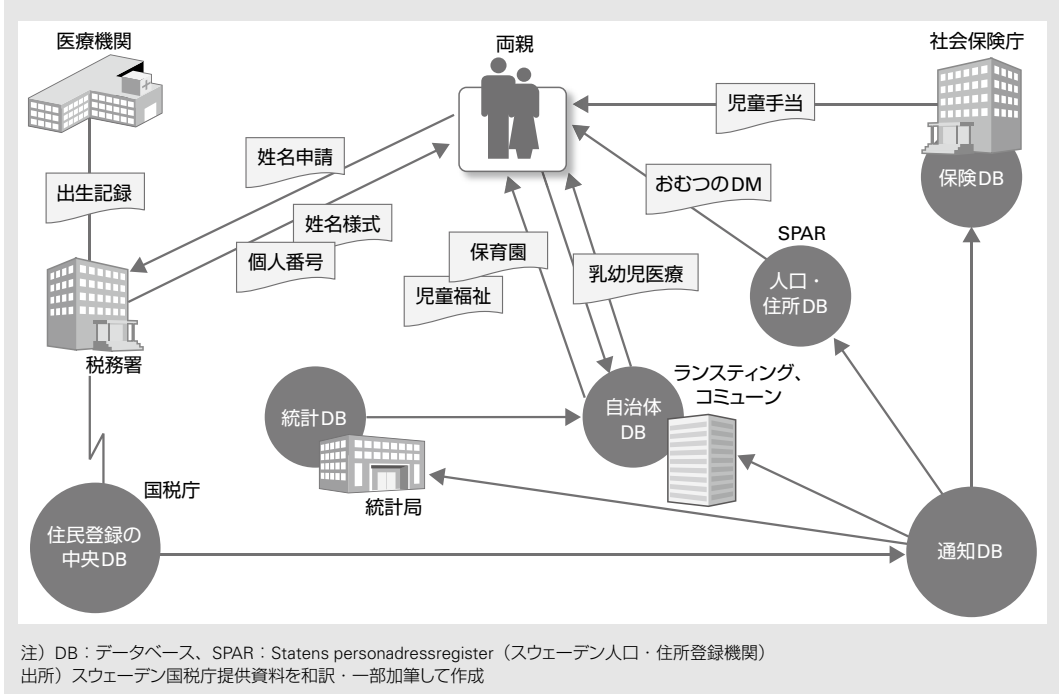 医療機関
両親
社会保険庁
児童手当
姓名申請
出生記録
おむつのDM
保険DB
姓名様式
個人番号
保育園
児童福祉
乳幼児医療
SPAR
人口・
住所DB
税務署
ランスティング、
コミューン
統計DB
自治体
DB
統計局
国税庁
住民登録の
中央DB
通知DB
注）DB：データベース、SPAR：Statens personadressregister（スウェーデン人口・住所登録機関）
出所）スウェーデン国税庁提供資料を和訳・一部加筆して作成